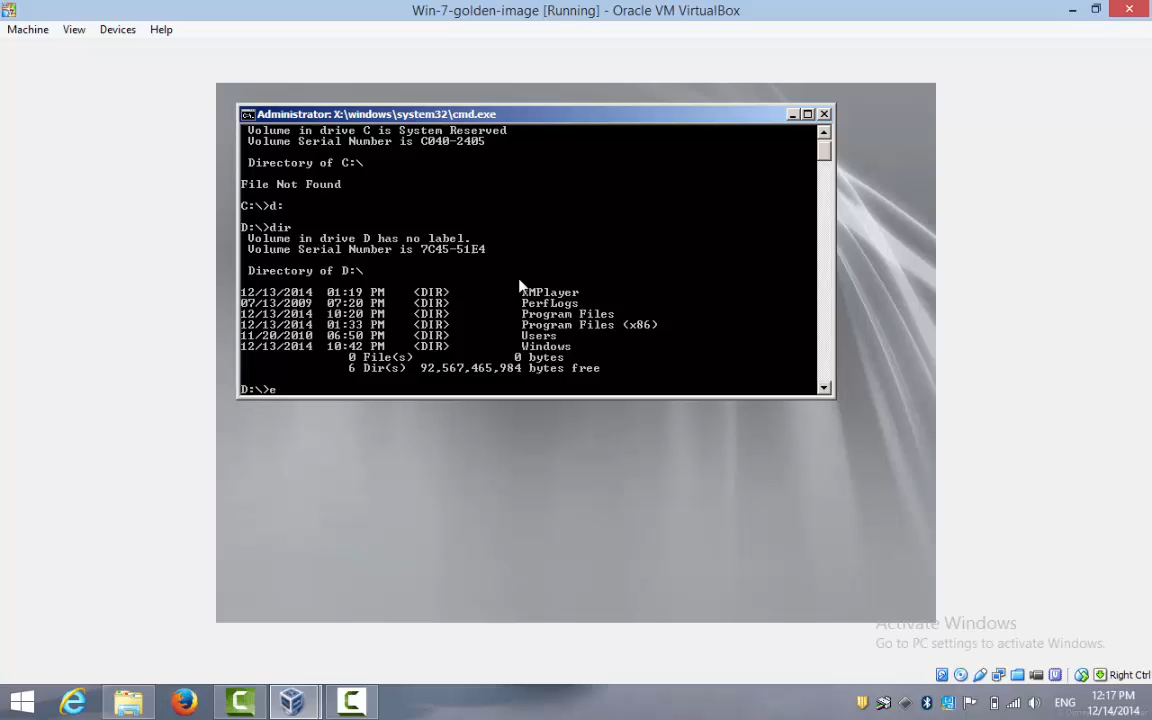 Win-7-golden-image [Running] - Oracle VM VirtualBox
Machine View Devices Help
Administrator: X:\windows\system32\cmd.exe
Volume in drive C is System Reserved
Volume Serial Number is C040-2405
Directory of C:\
File Not Found
C:\>d:
D:\>dir
Volume in drive D has no label.
Volume Serial Number is 7C45-51E4
Directory of D:\
12/13/2014 01:19 PM <DIR> KMPlayer
07/13/2009 07:20 PM <DIR> PerfLogs
12/13/2014 10:20 PM <DIR> Program Files
12/13/2014 01:33 PM <DIR> Program Files (x86)
11/20/2010 06:50 PM <DIR> Users
12/13/2014 10:42 PM <DIR> Windows
0 File(s) 0 bytes
6 Dir(s) 92,567,465,984 bytes free
D:\>e
Activate Windows
Go to PC settings to activate Windows.
Right Ctrl
ENG
12:17 PM
12/14/2014